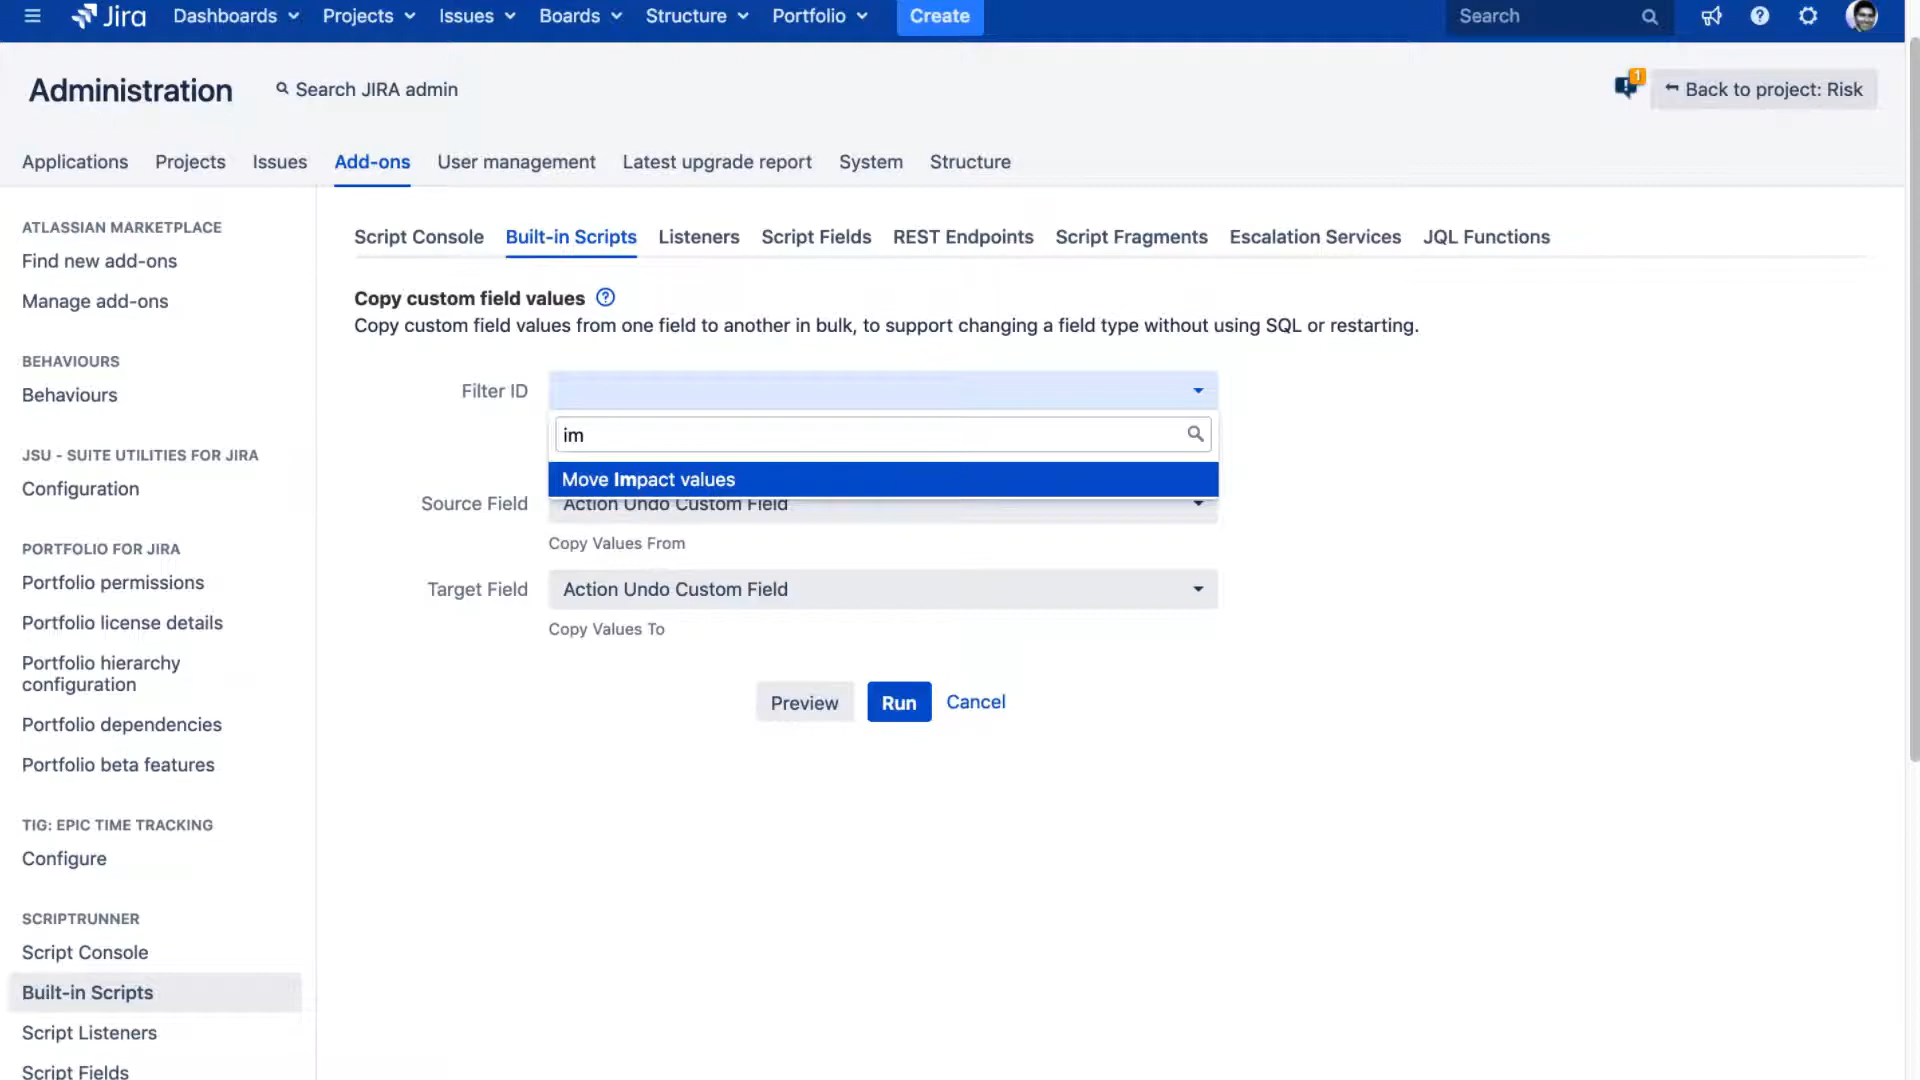 Jira
Dashboards
Projects
Issues
Boards
Structure
Portfolio
Create
Search
Administration
Search JIRA admin
1
Back to project: Risk
Applications
Projects
Issues
Add-ons
User management
Latest upgrade report
System
Structure
ATLASSIAN MARKETPLACE
Find new add-ons
Manage add-ons
BEHAVIOURS
Behaviours
JSU - SUITE UTILITIES FOR JIRA
Configuration
PORTFOLIO FOR JIRA
Portfolio permissions
Portfolio license details
Portfolio hierarchy
configuration
Portfolio dependencies
Portfolio beta features
TIG: EPIC TIME TRACKING
Configure
SCRIPTRUNNER
Script Console
Built-in Scripts
Script Listeners
Script Fields
Script Console
Built-in Scripts
Listeners
Script Fields
REST Endpoints
Script Fragments
Escalation Services
JQL Functions
Copy custom field values
Copy custom field values from one field to another in bulk, to support changing a field type without using SQL or restarting.
Filter ID
im
Move Impact values
Source Field
Action Undo Custom Field
Copy Values From
Target Field
Action Undo Custom Field
Copy Values To
Preview
Run
Cancel